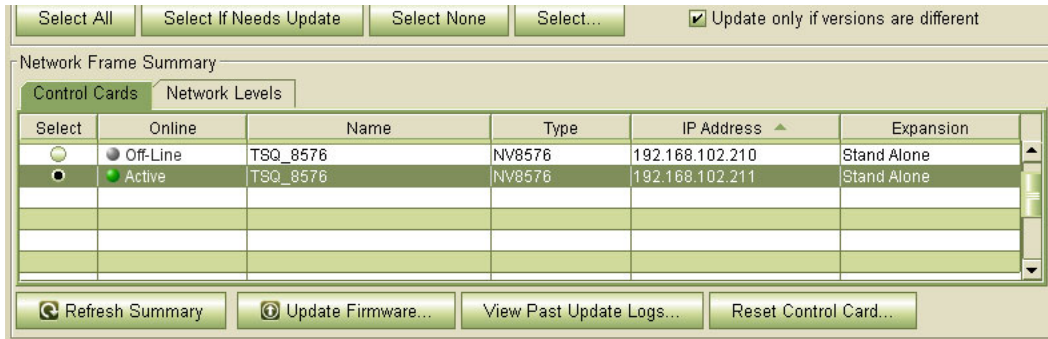 Select All Select If Needs Update Select None Select... Update only if versions are different
Network Frame Summary
Control Cards Network Levels
Select Online Name Type IP Address Expansion
Off-Line TSQ_8576 NV8576 192.168.102.210 Stand Alone
Active TSQ_8576 NV8576 192.168.102.211 Stand Alone
Refresh Summary Update Firmware... View Past Update Logs... Reset Control Card...